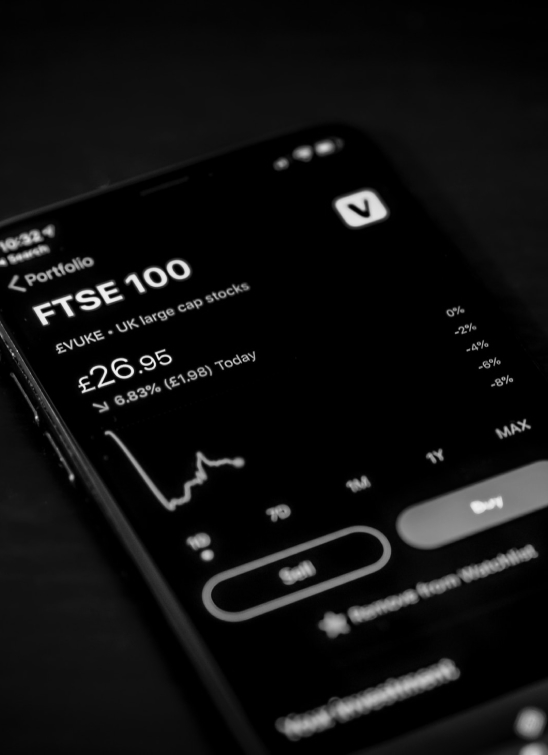 10:32
Search
Portfolio
V
FTSE 100
£VUKE • UK large cap stocks
£26.95
6.83% (£1.98) Today
0%
-2%
-4%
-6%
-8%
1D 7D 1M 1Y MAX
Sell Buy
Remove from Watchlist
Your Investment